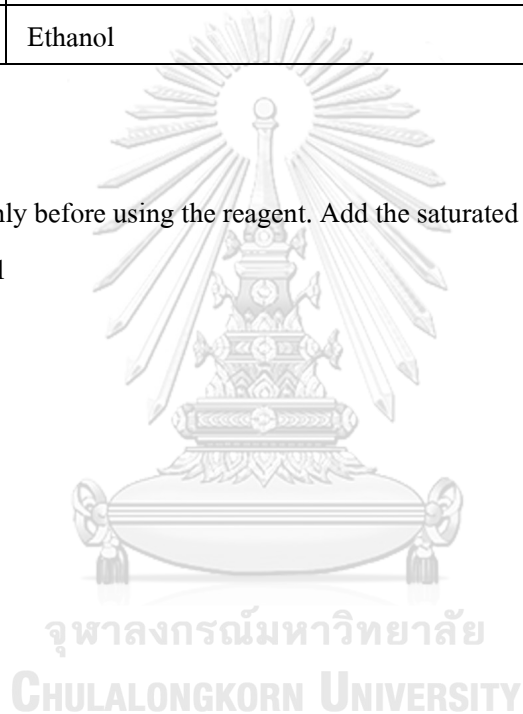 Ethanol
before using the reagent. Add the saturated
จุฬาลงกรณ์มหาวิทยาลัย
CHULALONGKORN UNIVERSITY